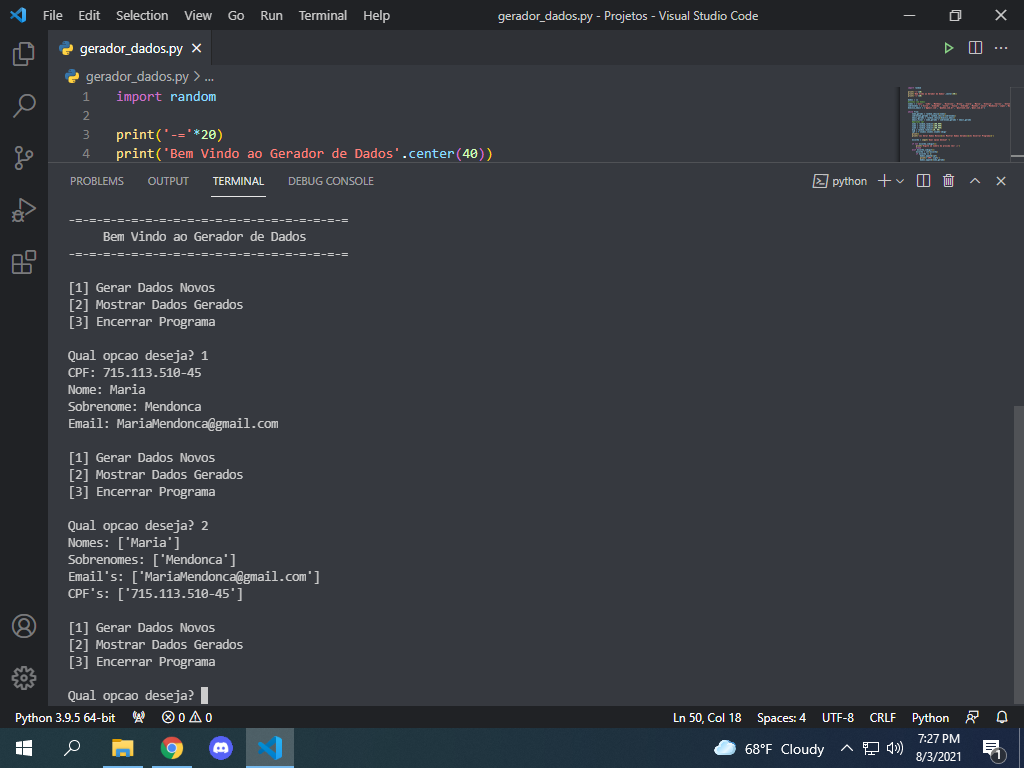 File Edit Selection View Go Run Terminal Help gerador_dados.py - Projetos - Visual Studio Code
gerador_dados.py
gerador_dados.py > ...
1 import random
2
3 print('-='*20)
4 print('Bem Vindo ao Gerador de Dados'.center(40))
PROBLEMS OUTPUT TERMINAL DEBUG CONSOLE python
-=-=-=-=-=-=-=-=-=-=-=-=-=-=-=-=-=-=-=-=
Bem Vindo ao Gerador de Dados
-=-=-=-=-=-=-=-=-=-=-=-=-=-=-=-=-=-=-=-=
[1] Gerar Dados Novos
[2] Mostrar Dados Gerados
[3] Encerrar Programa
Qual opcao deseja? 1
CPF: 715.113.510-45
Nome: Maria
Sobrenome: Mendonca
Email: MariaMendonca@gmail.com
[1] Gerar Dados Novos
[2] Mostrar Dados Gerados
[3] Encerrar Programa
Qual opcao deseja? 2
Nomes: ['Maria']
Sobrenomes: ['Mendonca']
Email's: ['MariaMendonca@gmail.com']
CPF's: ['715.113.510-45']
[1] Gerar Dados Novos
[2] Mostrar Dados Gerados
[3] Encerrar Programa
Qual opcao deseja?
Python 3.9.5 64-bit 0 0 Ln 50, Col 18 Spaces: 4 UTF-8 CRLF Python
68°F Cloudy 7:27 PM
8/3/2021 1